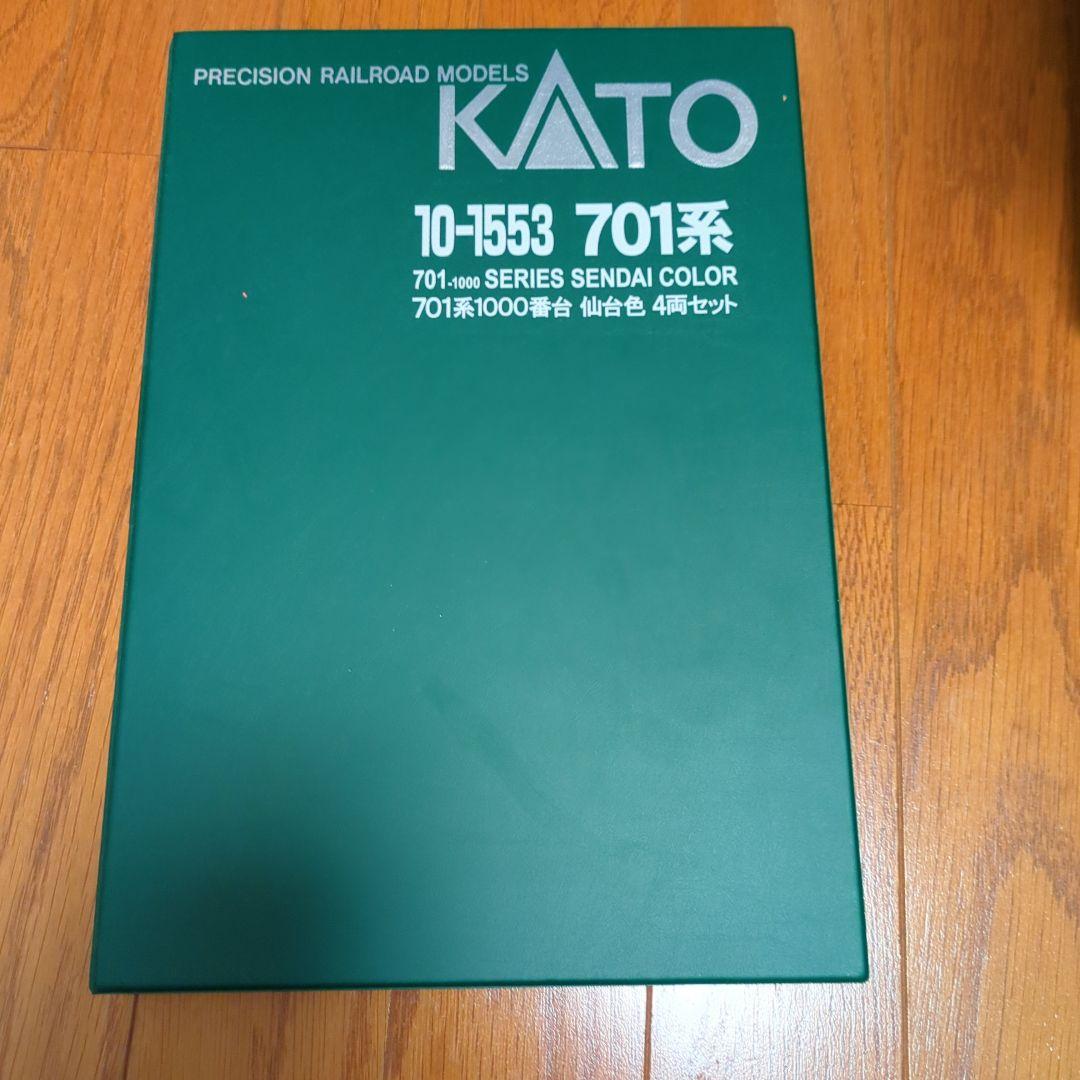 PRECISION RAILROAD MODELS
KATO
10-1553 701系
701-1000 SERIES SENDAI COLOR
701系1000番台 仙台色 4両セット